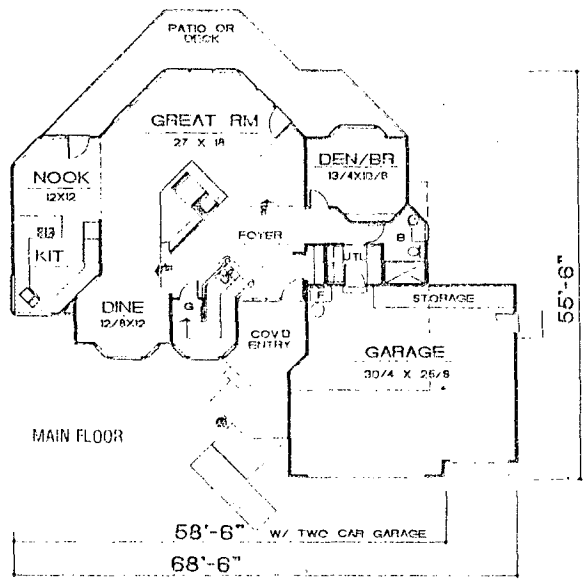 PATIO OR
DECK
GREAT RM
27 X 18
NOOK
12X12
DEN/BR
13/4X10/8
KIT
FOYER
UTL
B
DINE
12/8X12
G
COV'D
ENTRY
F
STORAGE
GARAGE
30/4 X 25/8
55'-6"
MAIN FLOOR
58'-6" W/ TWO CAR GARAGE
68'-6"